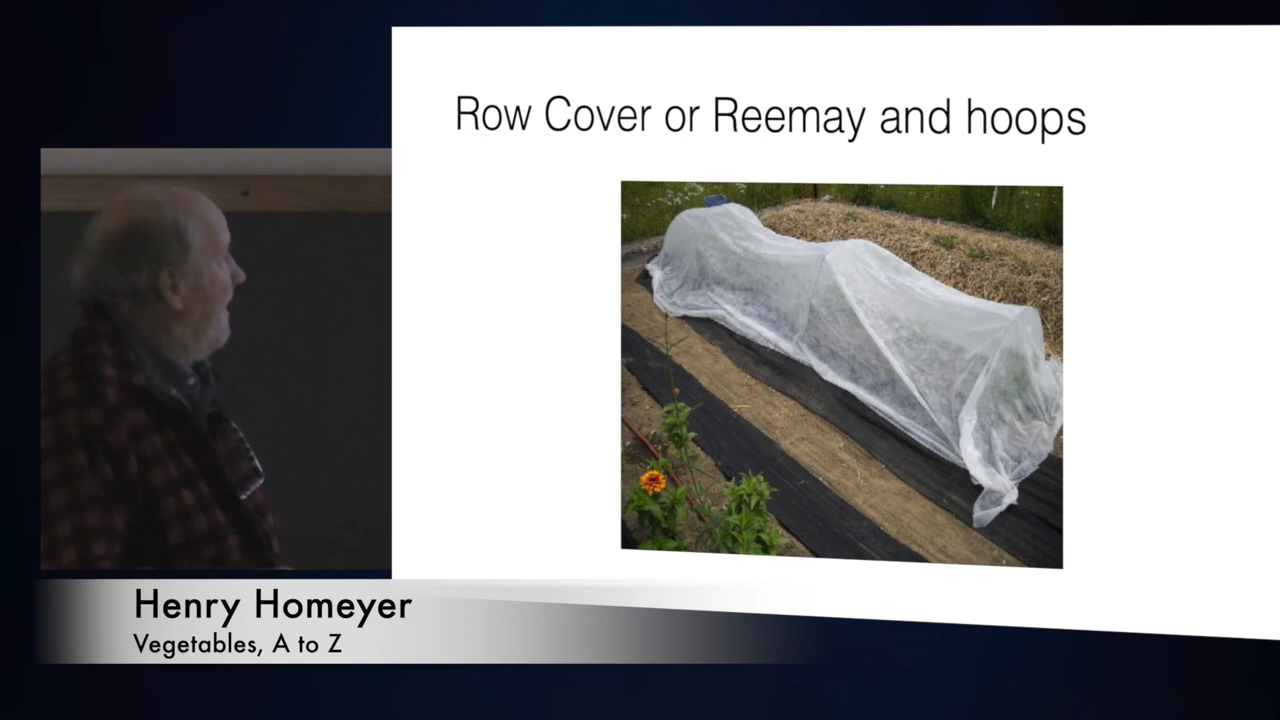 Row Cover or Reemay and hoops
Henry Homeyer
Vegetables, A to Z